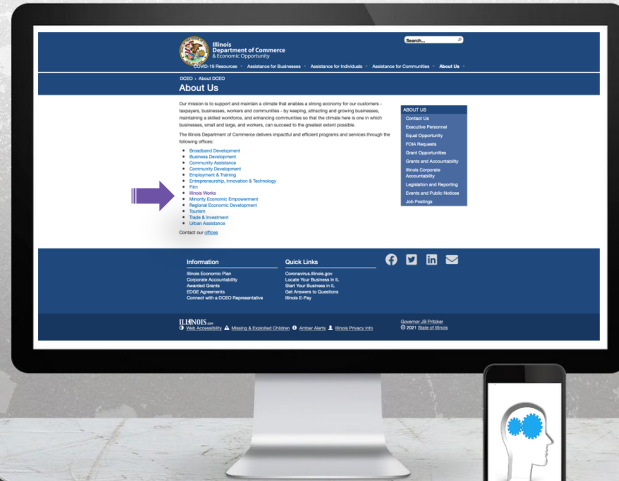 Illinois
Department of Commerce
& Economic Opportunity
Search...
COVID-19 Resources Assistance for Businesses Assistance for Individuals Assistance for Communities About Us
DCEO About DCEO
About Us
Our mission is to support and maintain a climate that enables a strong economy for our customers -
taxpayers, businesses, workers and communities - by keeping, attracting and growing businesses,
maintaining a skilled workforce, and enhancing communities so that the climate here is one in which
businesses, small and large, and workers, can succeed to the greatest extent possible.
The Illinois Department of Commerce delivers impactful and efficient programs and services through the
following offices:
Broadband Development
Business Development
Community Assistance
Community Development
Employment & Training
Entrepreneurship, Innovation & Technology
Film
Illinois Works
Minority Economic Empowerment
Regional Economic Development
Tourism
Trade & Investment
Urban Assistance
Contact our offices
ABOUT US
Contact Us
Executive Personnel
Equal Opportunity
FOIA Requests
Grant Opportunities
Grants and Accountability
Illinois Corporate
Accountability
Legislation and Reporting
Events and Public Notices
Job Postings
Information
Illinois Economic Plan
Corporate Accountability
Awarded Grants
EDGE Agreements
Connect with a DCEO Representative
Quick Links
Coronavirus.Illinois.gov
Locate Your Business in IL
Start Your Business in IL
Get Answers to Questions
Illinois E-Pay
ILLINOIS.gov
Web Accessibility Missing & Exploited Children Amber Alerts Illinois Privacy Info
Governor JB Pritzker
© 2021 State of Illinois